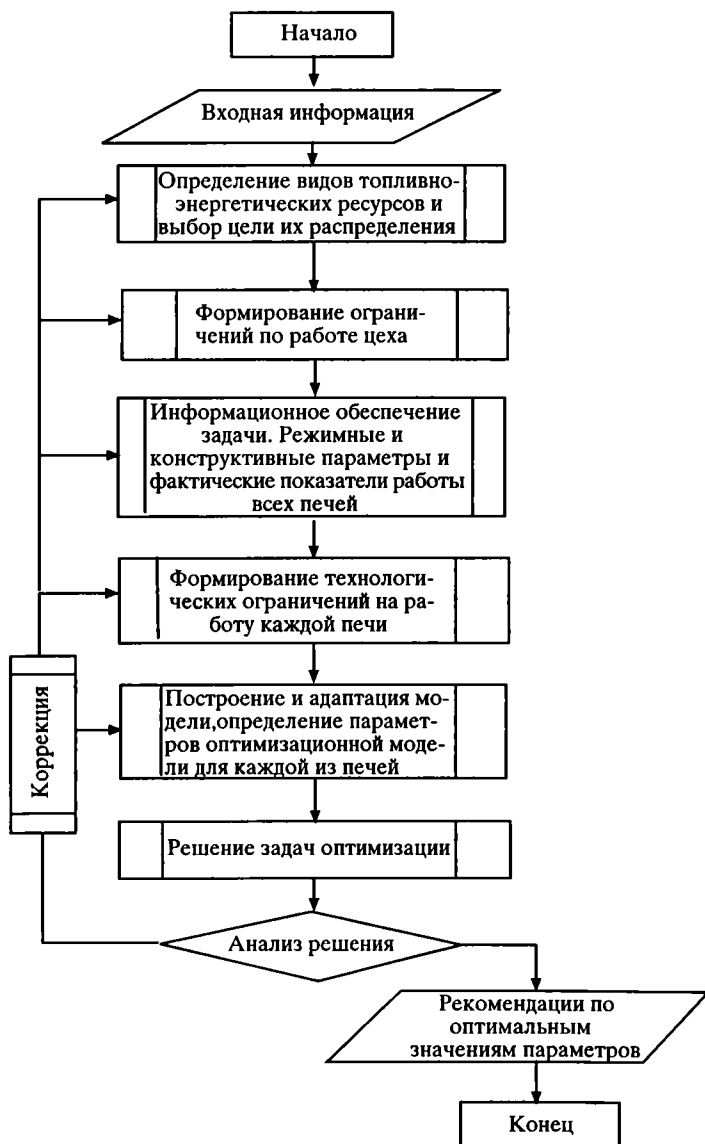 Начало
Входная информация
Определение видов топливно-
энергетических ресурсов и
выбор цели их распределения
Формирование ограни-
чений по работе цеха
Информационное обеспечение
задачи. Режимные и
конструктивные параметры и
фактические показатели работы
всех печей
Формирование технологи-
ческих ограничений на ра-
боту каждой печи
Коррекция
Построение и адаптация мо-
дели,определение парамет-
ров оптимизационной моде-
ли для каждой из печей
Решение задач оптимизации
Анализ решения
Рекомендации по
оптимальным
значениям параметров
Конец